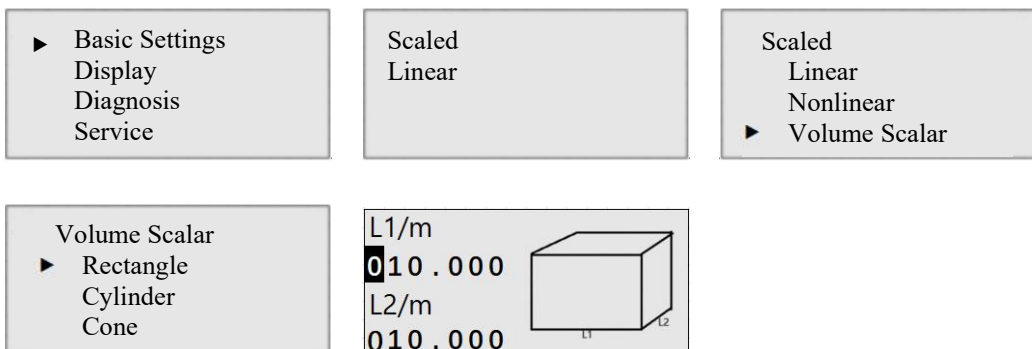 Basic Settings
Display
Diagnosis
Service
Scaled
Linear
Scaled
Linear
Nonlinear
Volume Scalar
Volume Scalar
Rectangle
Cylinder
Cone
L1/m
010.000
L2/m
010.000
L1
L2